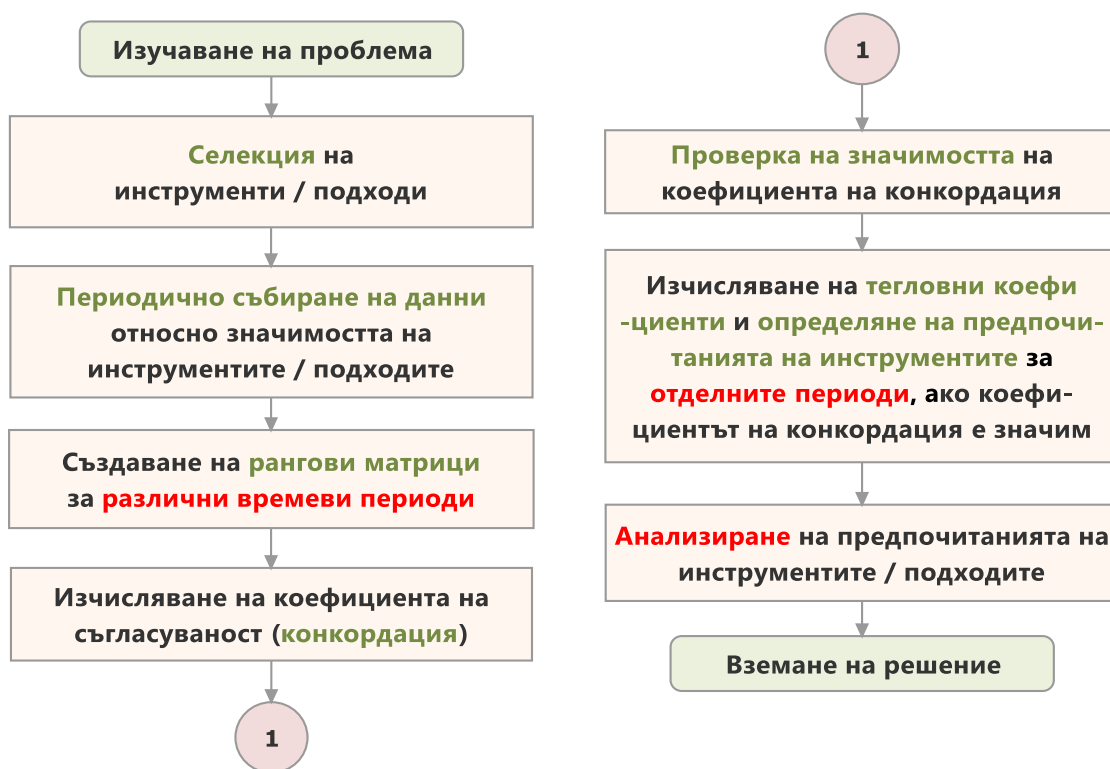 Изучаване на проблема
Селекция на
инструменти / подходи
Периодично събиране на данни
относно значимостта на
инструментите / подходите
Създаване на рангови матрици
за различни времеви периоди
Изчисляване на коефициента на
съгласуваност (конкордация)
1
1
Проверка на значимостта на
коефициента на конкордация
Изчисляване на тегловни коефи
-циенти и определяне на предпочи-
танията на инструментите за
отделните периоди, ако коефи-
циентът на конкордация е значим
Анализиране на предпочитанията на
инструментите / подходите
Вземане на решение